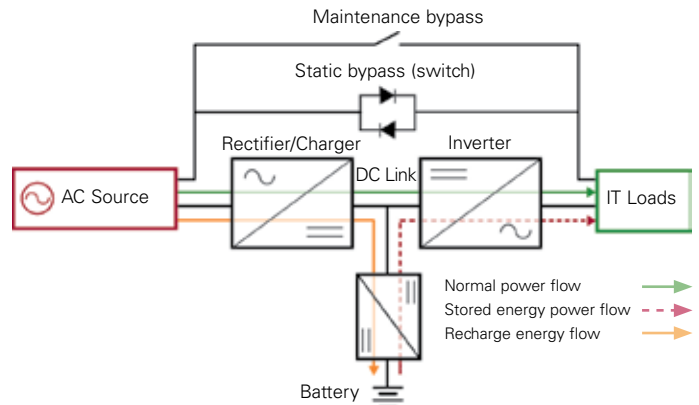 Maintenance bypass
Static bypass (switch)
Rectifier/Charger
Inverter
DC Link
AC Source
IT Loads
Normal power flow
Stored energy power flow
Recharge energy flow
Battery